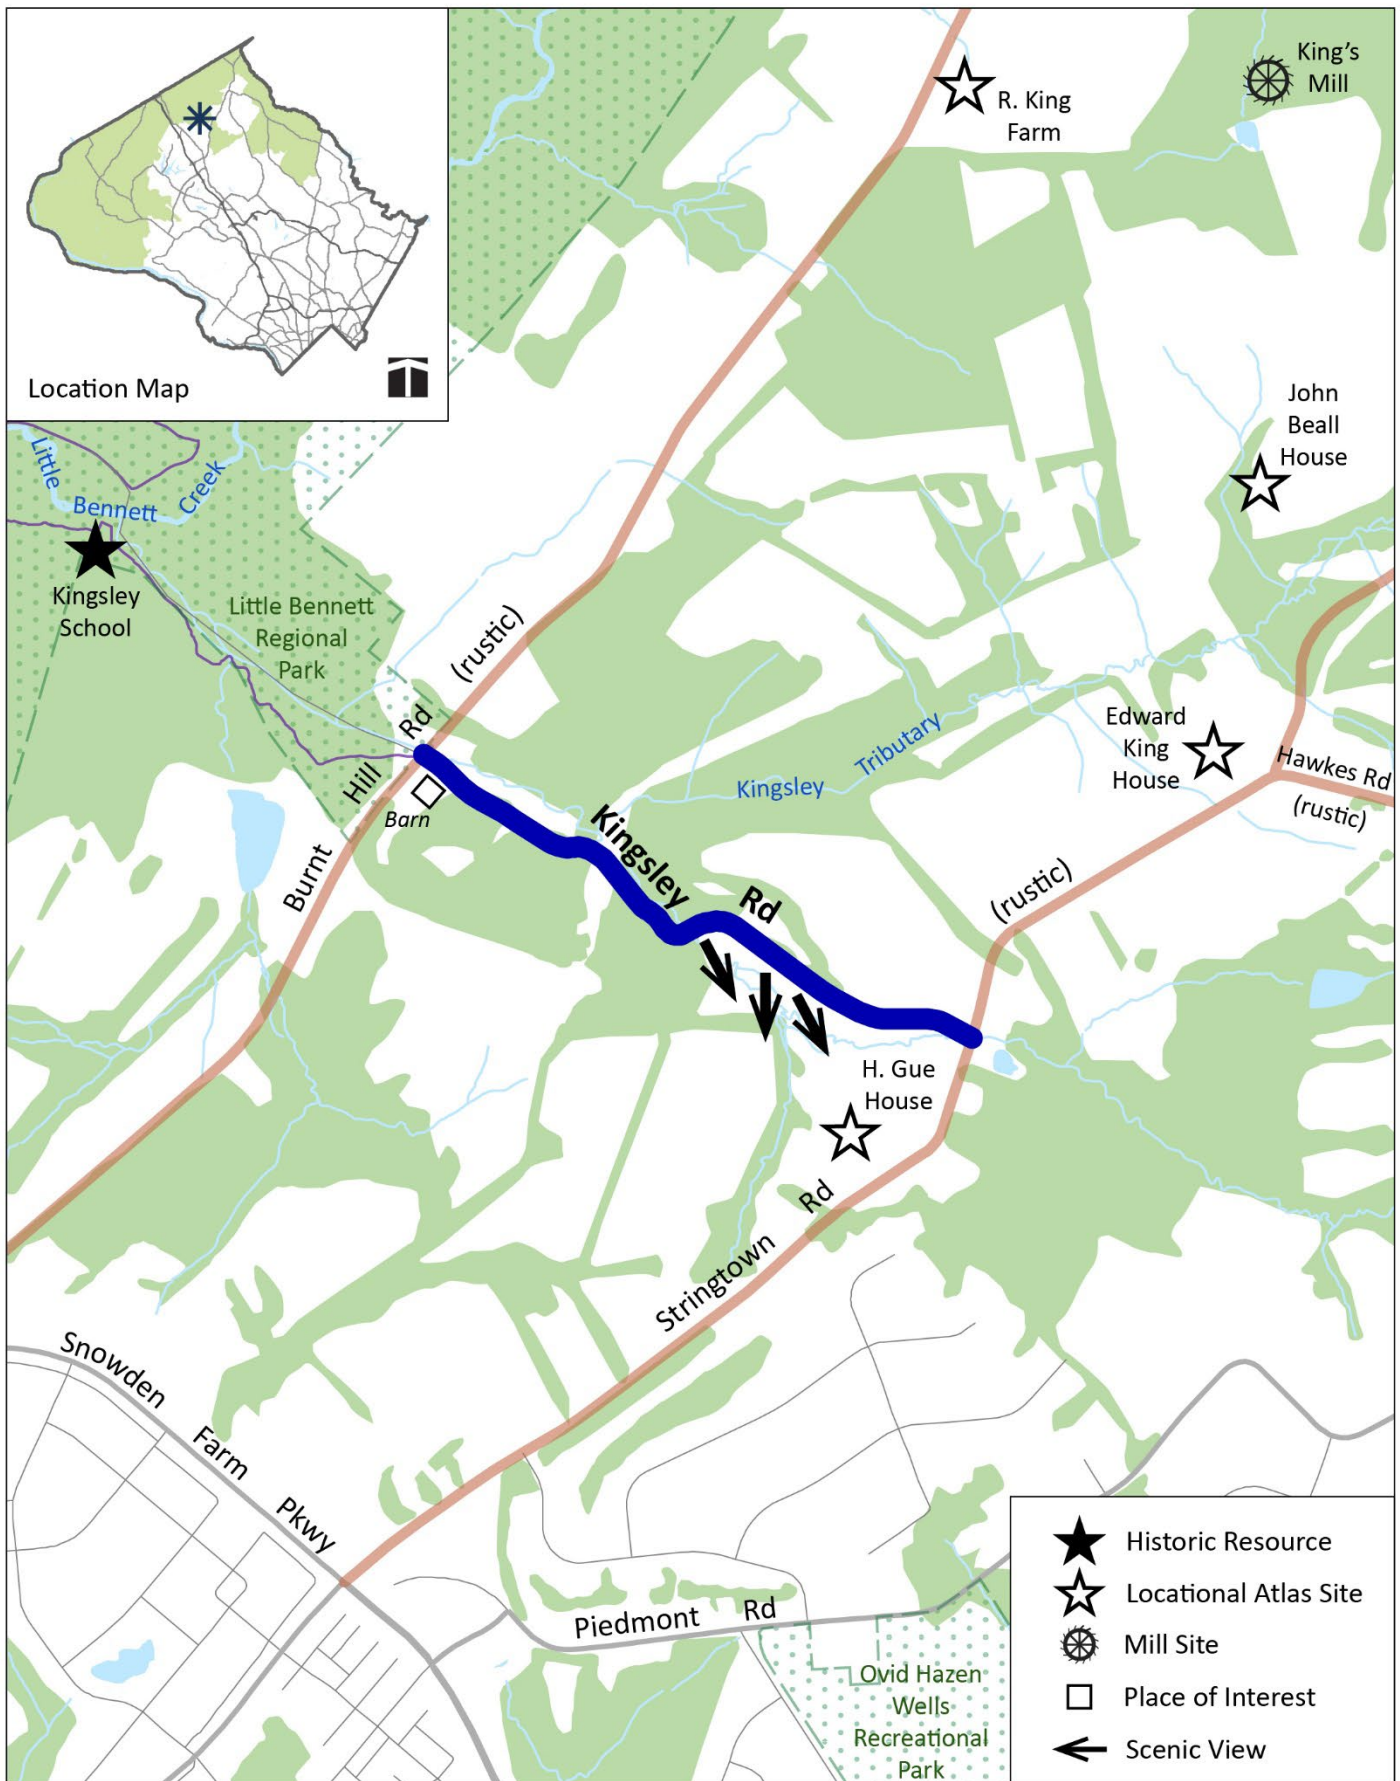 Location Map
R. King
Farm
King's
Mill
John
Beall
House
Little
Bennett
Creek
Kingsley
School
Little Bennett
Regional
Park
(rustic)
Burnt
Hill
Rd
Barn
Kingsley
Rd
Kingsley
Tributary
Edward
King
House
Hawkes Rd
(rustic)
(rustic)
H. Gue
House
Stringtown
Rd
Snowden
Farm
Pkwy
Piedmont
Rd
Ovid Hazen
Wells
Recreational
Park
Historic Resource
Locational Atlas Site
Mill Site
Place of Interest
Scenic View